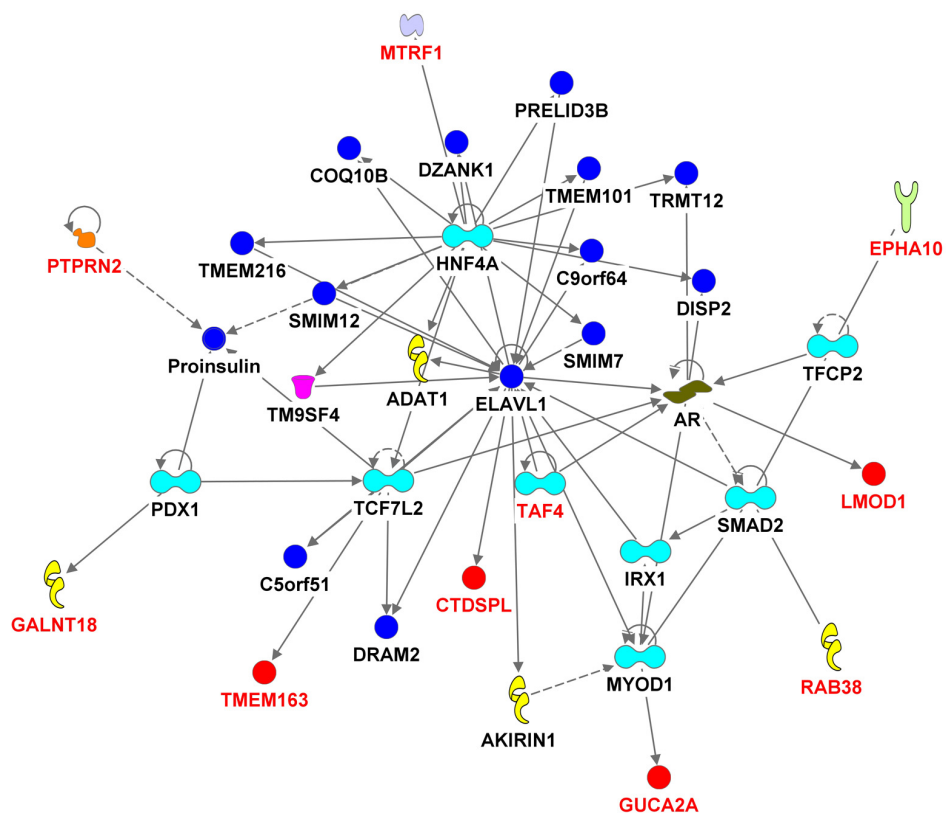 MTRF1
PRELID3B
COQ10B
DZANK1
TMEM101
TRMT12
EPHA10
PTPRN2
TMEM216
HNF4A
C9orf64
DISP2
SMIM12
Proinsulin
SMIM7
TFCP2
TM9SF4
ADAT1
ELAVL1
AR
PDX1
TCF7L2
TAF4
SMAD2
LMOD1
C5orf51
IRX1
GALNT18
CTDSPL
DRAM2
MYOD1
RAB38
TMEM163
AKIRIN1
GUCA2A